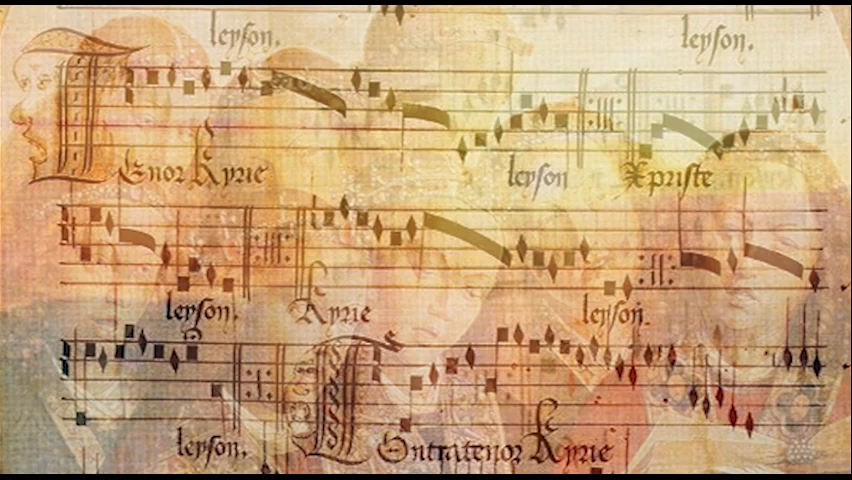 leyson. leyson.
Tenor Kyrie leyson Xpriste
leyson. Kyrie leyson.
leyson. Contratenor Kyrie